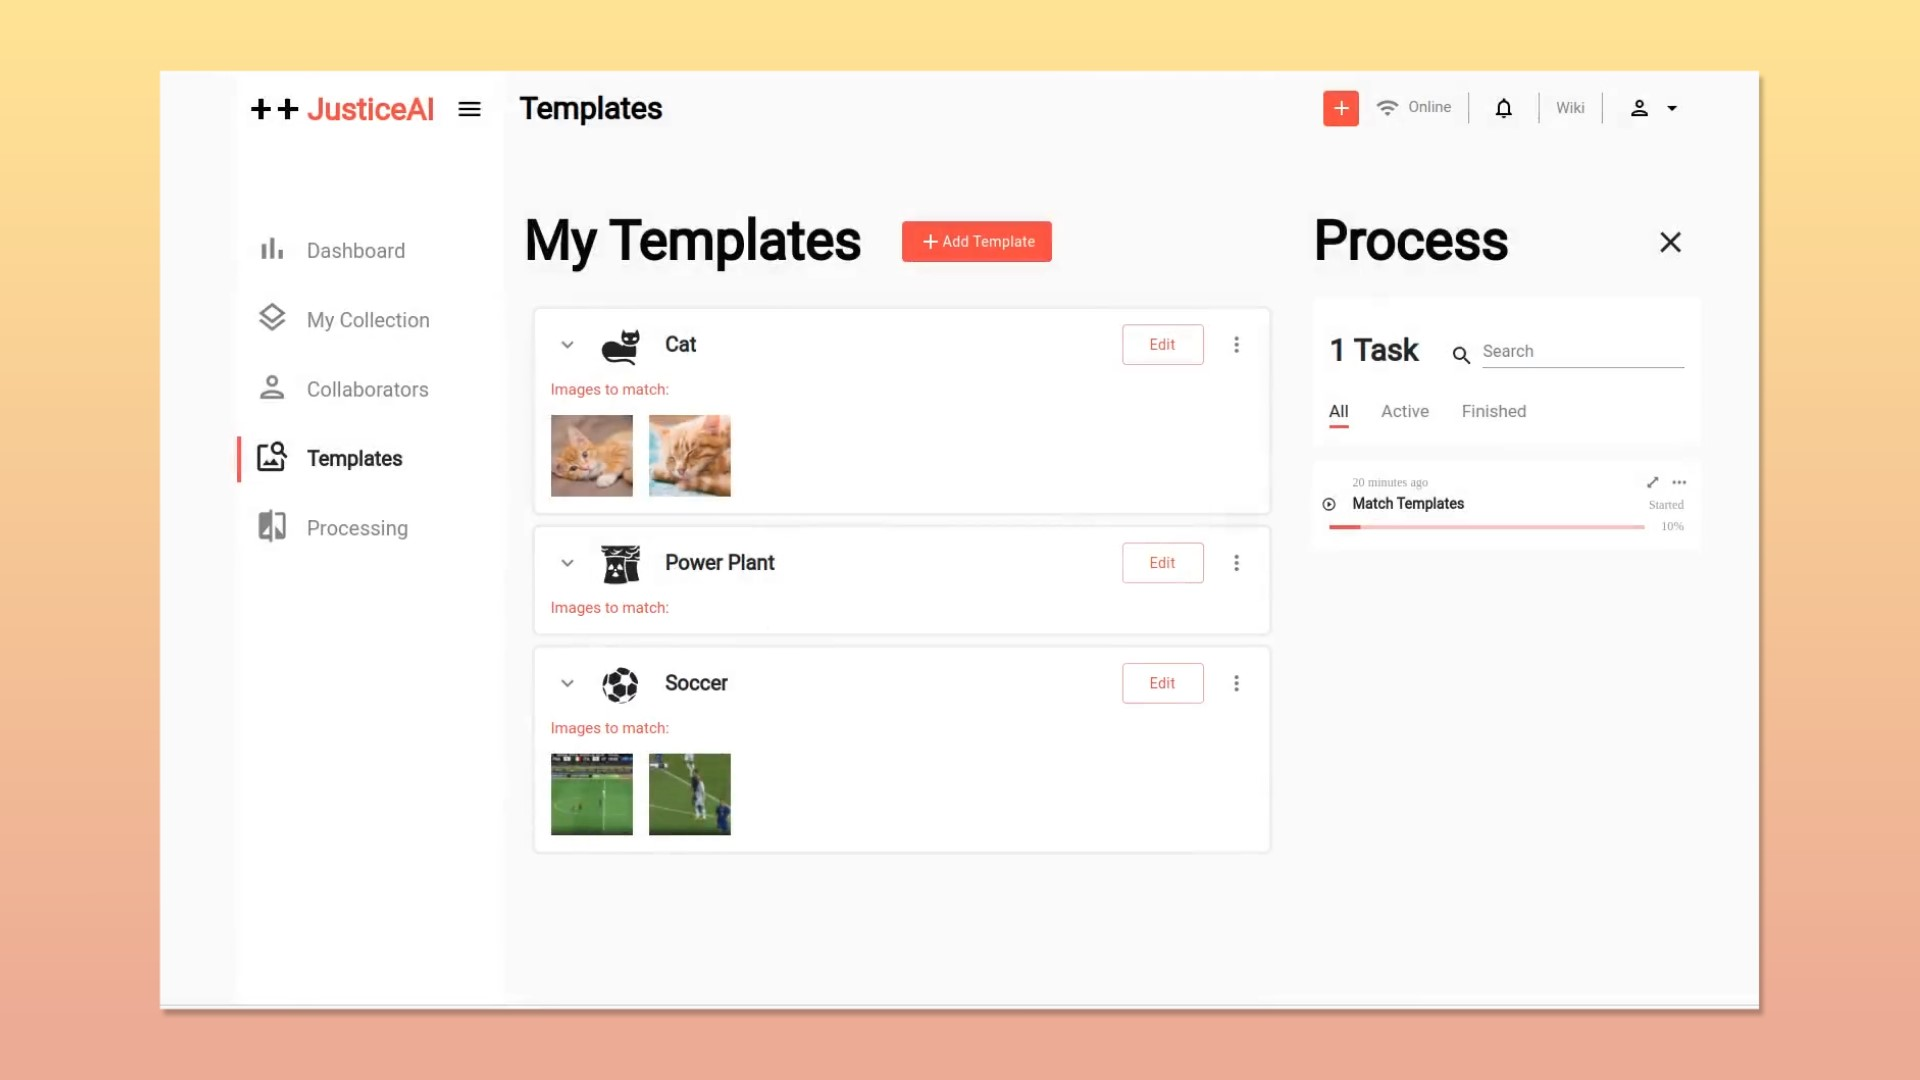 ++ JusticeAI
Templates
Online
Wiki
Dashboard
My Collection
Collaborators
Templates
Processing
My Templates
+ Add Template
Cat
Edit
Images to match:
Power Plant
Edit
Images to match:
Soccer
Edit
Images to match:
Process
1 Task
Search
All Active Finished
20 minutes ago
Match Templates
Started
10%